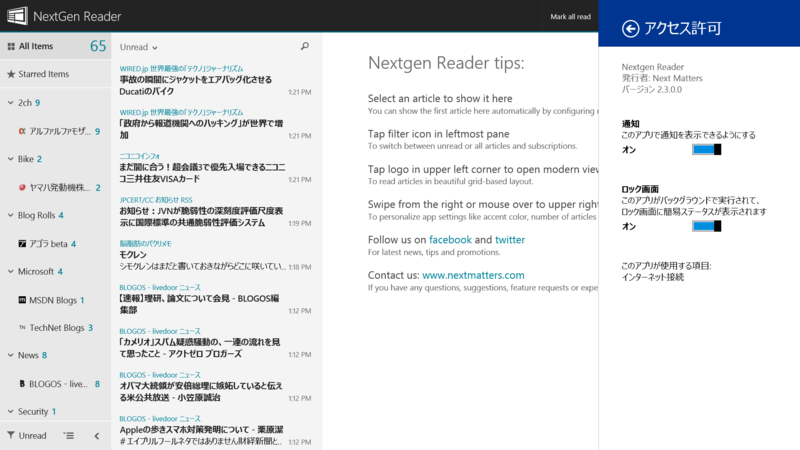 NextGen Reader
Mark all read
All Items 65
Starred Items
2ch 9
アルファルファモザ... 9
Bike 2
ヤマハ発動機株... 2
Blog Rolls 4
アゴラ beta 4
Microsoft 4
MSDN Blogs 1
TechNet Blogs 3
News 8
BLOGOS - live... 8
Security 1
Unread
Unread
WIRED.jp 世界最強の「テクノ」ジャーナリズム
事故の瞬間にジャケットをエアバッグ化させる
Ducatiのバイク
1:21 PM
WIRED.jp 世界最強の「テクノ」ジャーナリズム
「政府から報道機関へのハッキング」が世界で増
加
1:21 PM
ニコニコインフォ
まだ間に合う！超会議3で優先入場できるニコニ
コ三井住友VISAカード
1:21 PM
JPCERT/CC お知らせ RSS
お知らせ：JVNが脆弱性の深刻度評価尺度表
示に国際標準の共通脆弱性評価システム
1:19 PM
脳脂肪のパクリメモ
モクレン
シモクレンはまだと書いておきながらどこに咲いてい...
1:18 PM
BLOGOS - livedoor ニュース
【速報】理研、論文について会見 - BLOGOS編
集部
1:12 PM
BLOGOS - livedoor ニュース
「カメリオ」スパム疑惑騒動の、一連の流れを見
て思ったこと - アクトゼロ ブロガーズ
1:12 PM
BLOGOS - livedoor ニュース
オバマ大統領が安倍総理に嫉妬していると伝え
る米公共放送 - 小笠原誠治
1:12 PM
BLOGOS - livedoor ニュース
Appleの歩きスマホ対策発明について - 栗原潔
# エイプリルフールネタではありません財経新聞と...
1:12 PM
Nextgen Reader tips:
Select an article to show it here
You can show the first article here automatically by configuring
Tap filter icon in leftmost pane
To switch between unread or all articles and subscriptions.
Tap logo in upper left corner to open modern view
To read articles in beautiful grid-based layout.
Swipe from the right or mouse over to upper right
To personalize app settings like accent color, number of articles
Follow us on facebook and twitter
For latest news, tips and promotions.
Contact us: www.nextmatters.com
If you have any questions, suggestions, feature requests or expe
アクセス許可
Nextgen Reader
発行者: Next Matters
バージョン 2.3.0.0
通知
このアプリで通知を表示できるようにする
オン
ロック画面
このアプリがバックグラウンドで実行されて、
ロック画面に簡易ステータスが表示されます
オン
このアプリが使用する項目:
インターネット接続